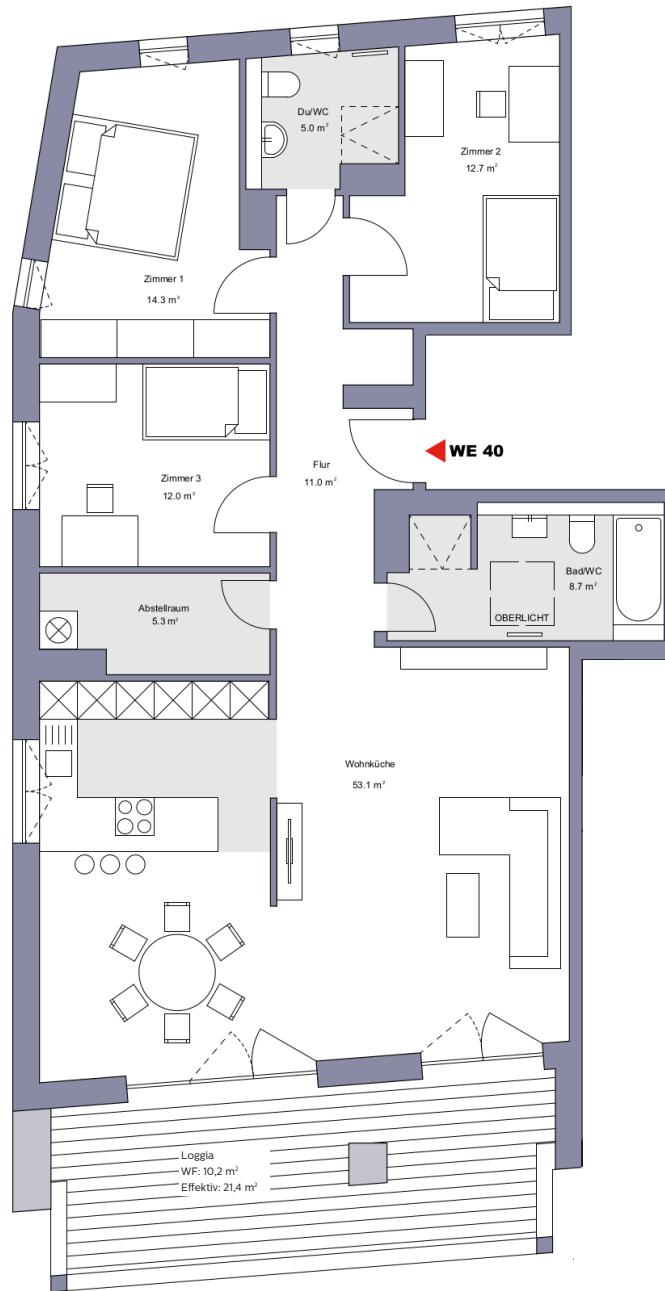 Du/WC
5.0 m²
Zimmer 2
12.7 m²
Zimmer 1
14.3 m²
WE 40
Flur
11.0 m²
Zimmer 3
12.0 m²
Bad/WC
8.7 m²
Abstellraum
5.3 m²
OBERLICHT
Wohnküche
53.1 m²
Loggia
WF: 10,2 m²
Effektiv: 21,4 m²